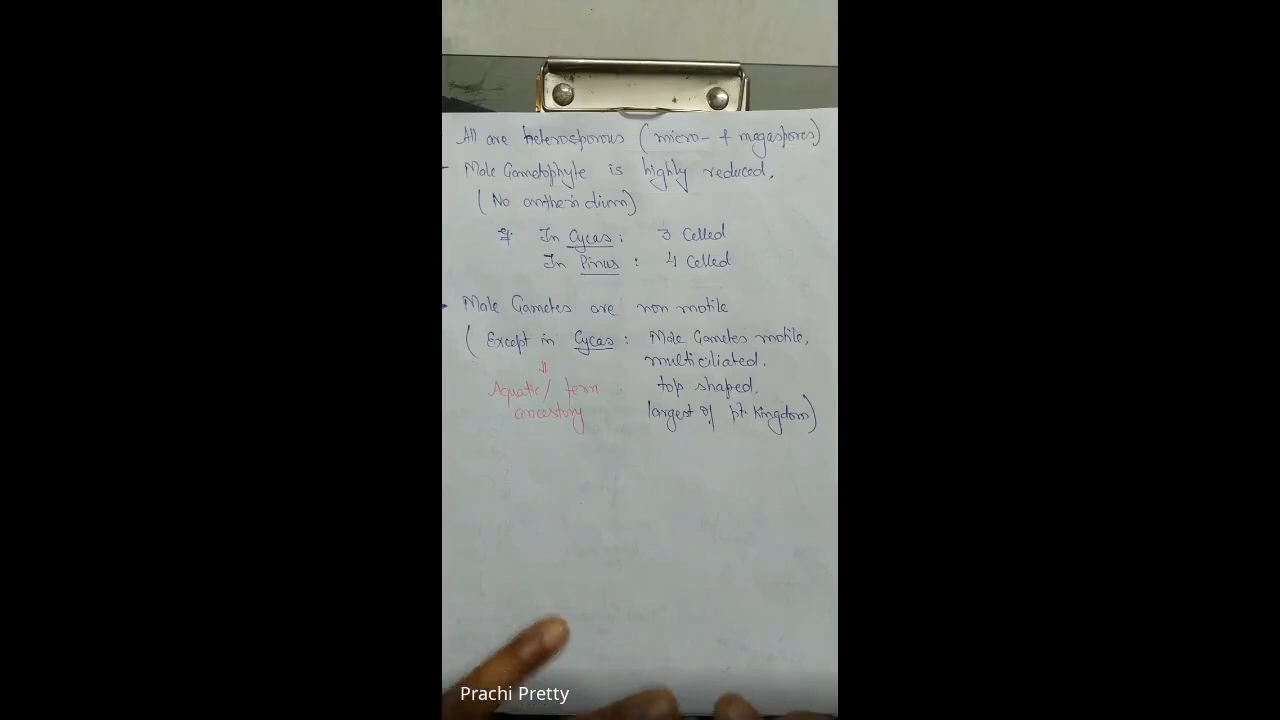 All are heterosporous (micro- + megaspores)
- Male Gametophyte is highly reduced.
(No antheridium)
In Cycas : 3 Celled
In Pinus : 4 Celled
Male Gametes are non motile
(Except in Cycas : Male Gametes motile,
multiciliated.
⇓
Aquatic/ fern top shaped.
ancestory largest of pt. Kingdom)
Prachi Pretty